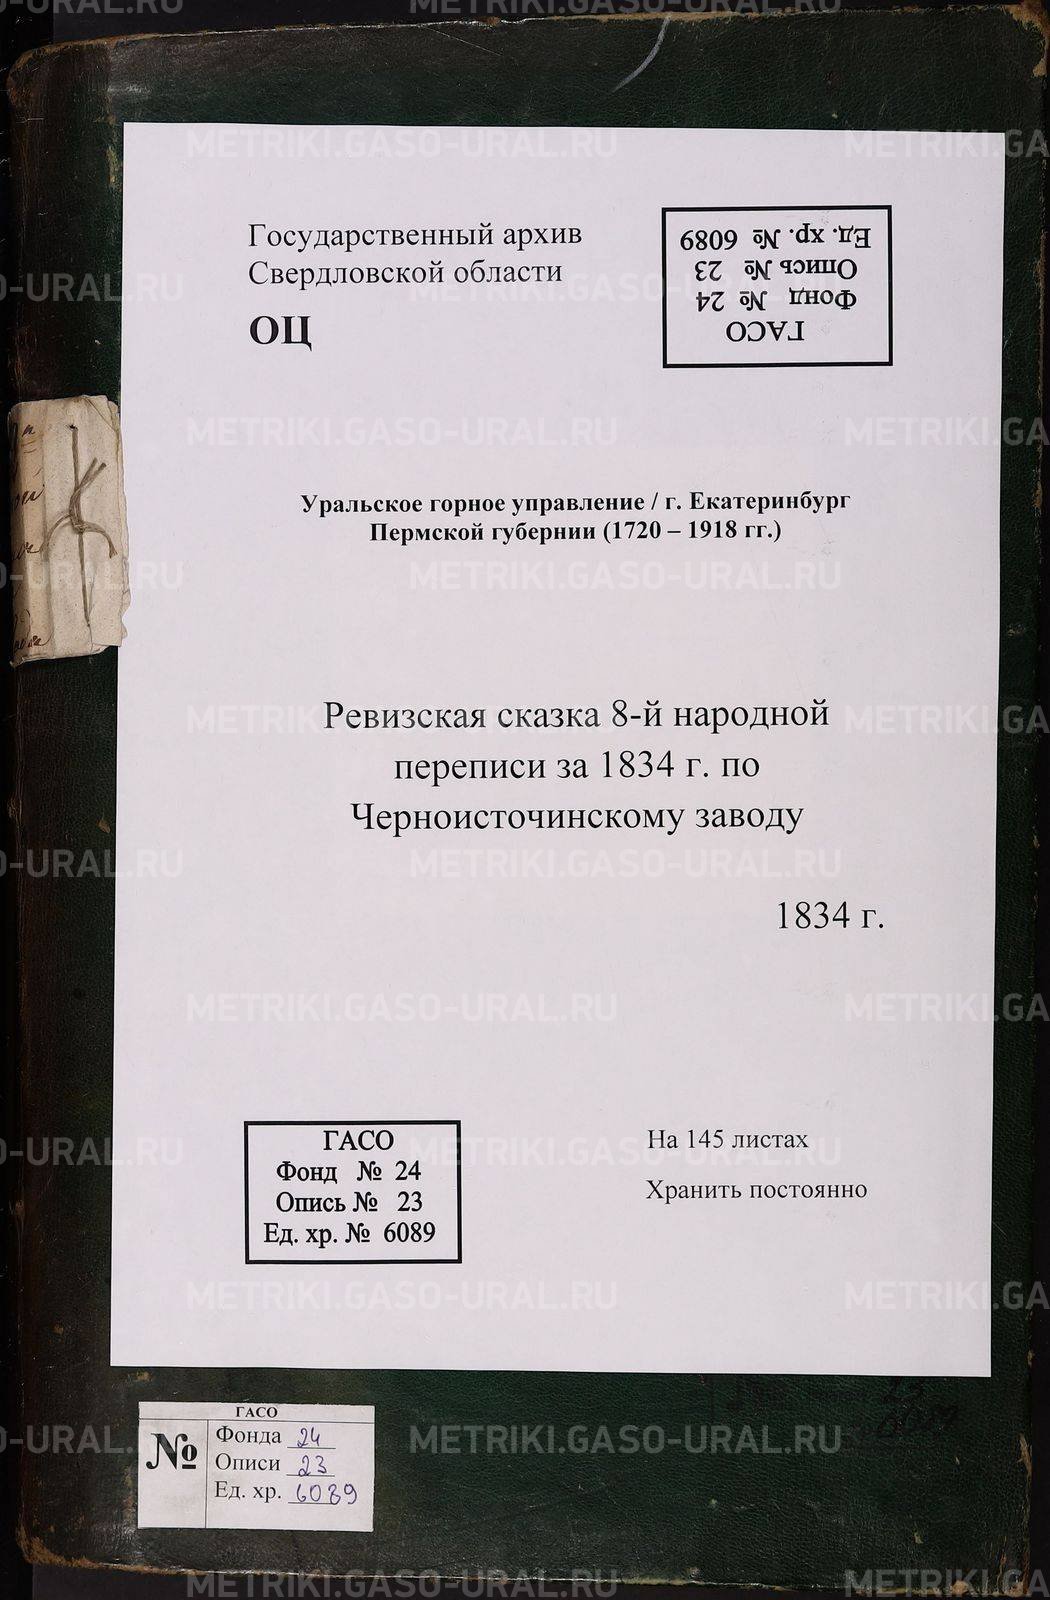 Государственный архив
Свердловской области
ОЦ
ГАСО
Фонд № 24
Опись № 23
Ед. хр. № 6089
Уральское горное управление / г. Екатеринбург
Пермской губернии (1720 – 1918 гг.)
Ревизская сказка 8-й народной
переписи за 1834 г. по
Черноисточинскому заводу
1834 г.
ГАСО
Фонд № 24
Опись № 23
Ед. хр. № 6089
На 145 листах
Хранить постоянно
ГАСО
№
Фонда 24
Описи 23
Ед. хр. 6089
METRIKI.GASO-URAL.RU